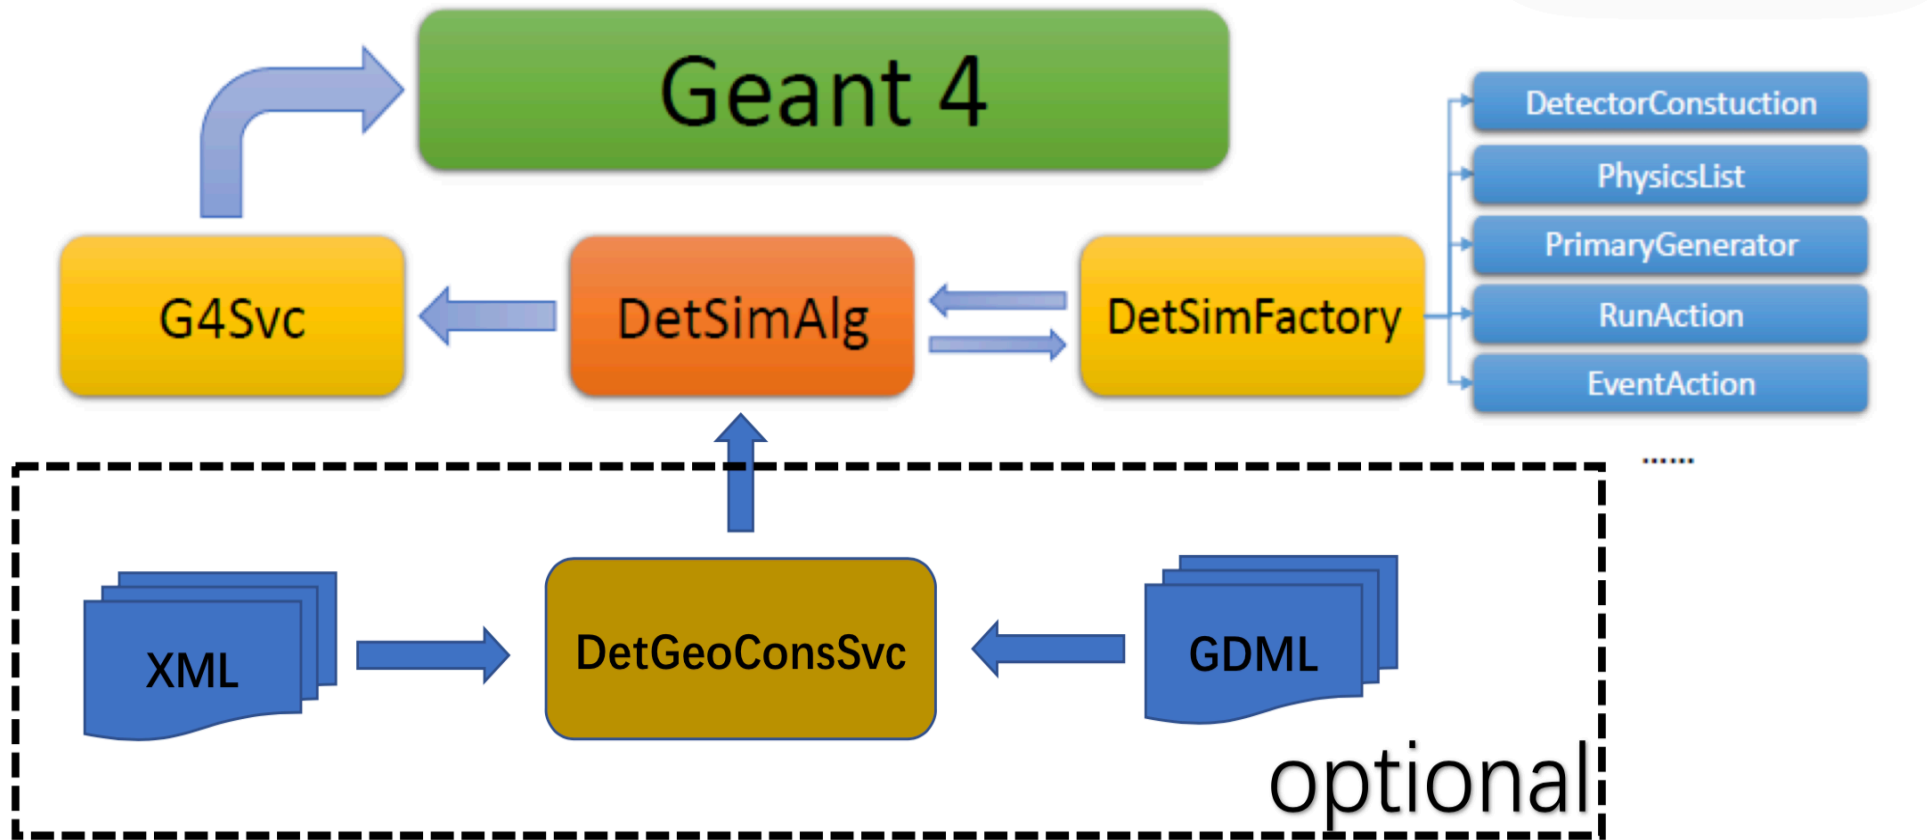 Geant 4
DetectorConstuction
PhysicsList
PrimaryGenerator
RunAction
EventAction
......
G4Svc
DetSimAlg
DetSimFactory
XML
DetGeoConsSvc
GDML
optional